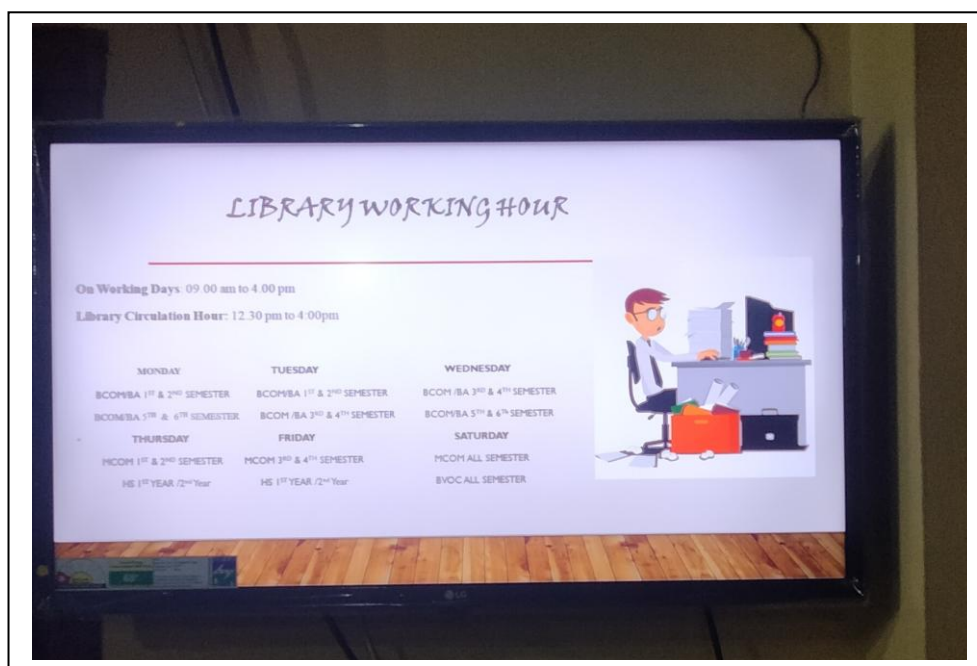 LIBRARY WORKING HOUR
On Working Days: 09.00 am to 4.00 pm
Library Circulation Hour: 12.30 pm to 4:00pm
MONDAY TUESDAY WEDNESDAY
BCOM/BA 1ST & 2ND SEMESTER BCOM/BA 1ST & 2ND SEMESTER BCOM /BA 3RD & 4TH SEMESTER
BCOM/BA 5TH & 6TH SEMESTER BCOM /BA 3RD & 4TH SEMESTER BCOM/BA 5TH & 6Th SEMESTER
THURSDAY FRIDAY SATURDAY
MCOM 1ST & 2ND SEMESTER MCOM 3RD & 4TH SEMESTER MCOM ALL SEMESTER
HS 1ST YEAR /2nd Year HS 1ST YEAR /2nd Year BVOC ALL SEMESTER
LG